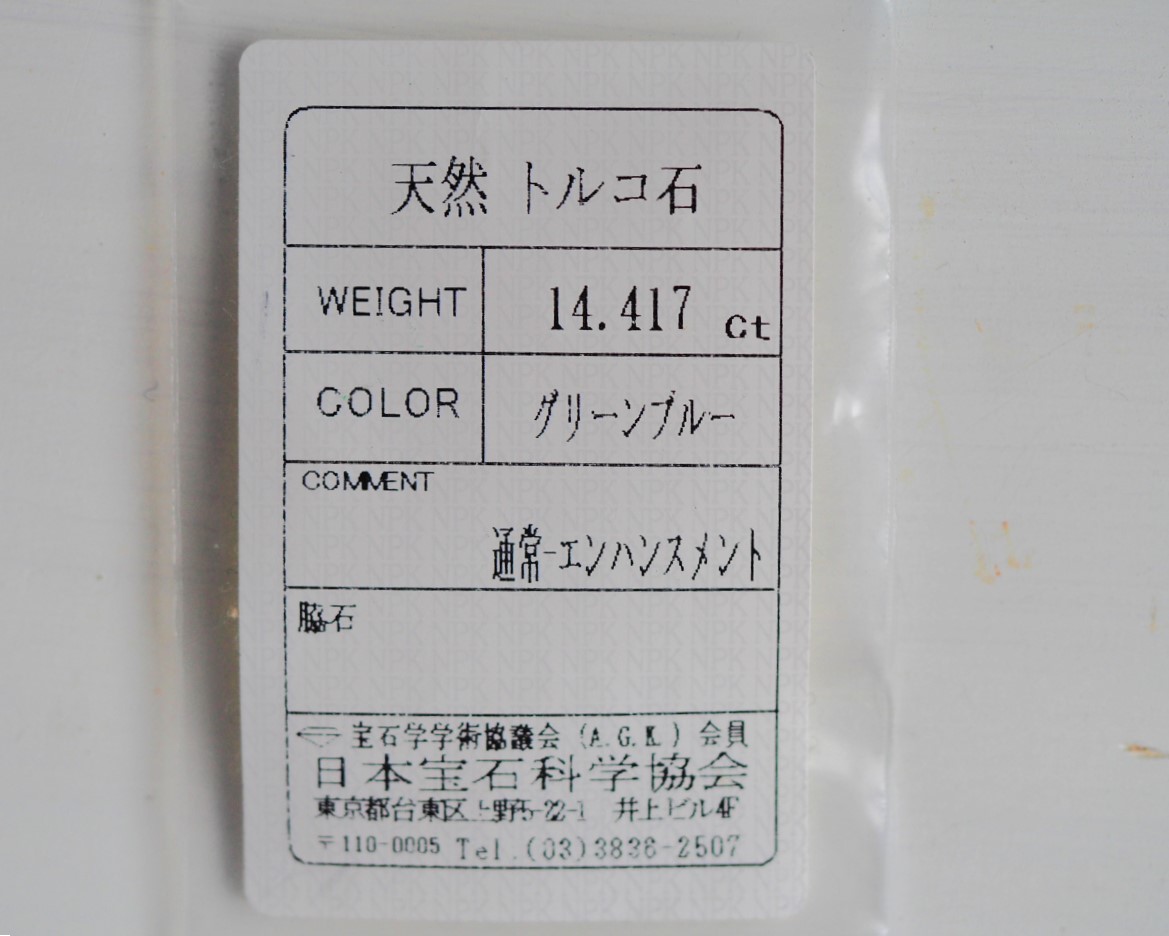 天然 トルコ石
WEIGHT 14.417 ct
COLOR グリーンブルー
COMMENT
通常-エンハンスメント
脇石
宝石学学術協議会 (A.G.K.) 会員
日本宝石科学協会
東京都台東区上野5-22-1 井上ビル4F
〒110-0005 Tel.(03)3836-2507